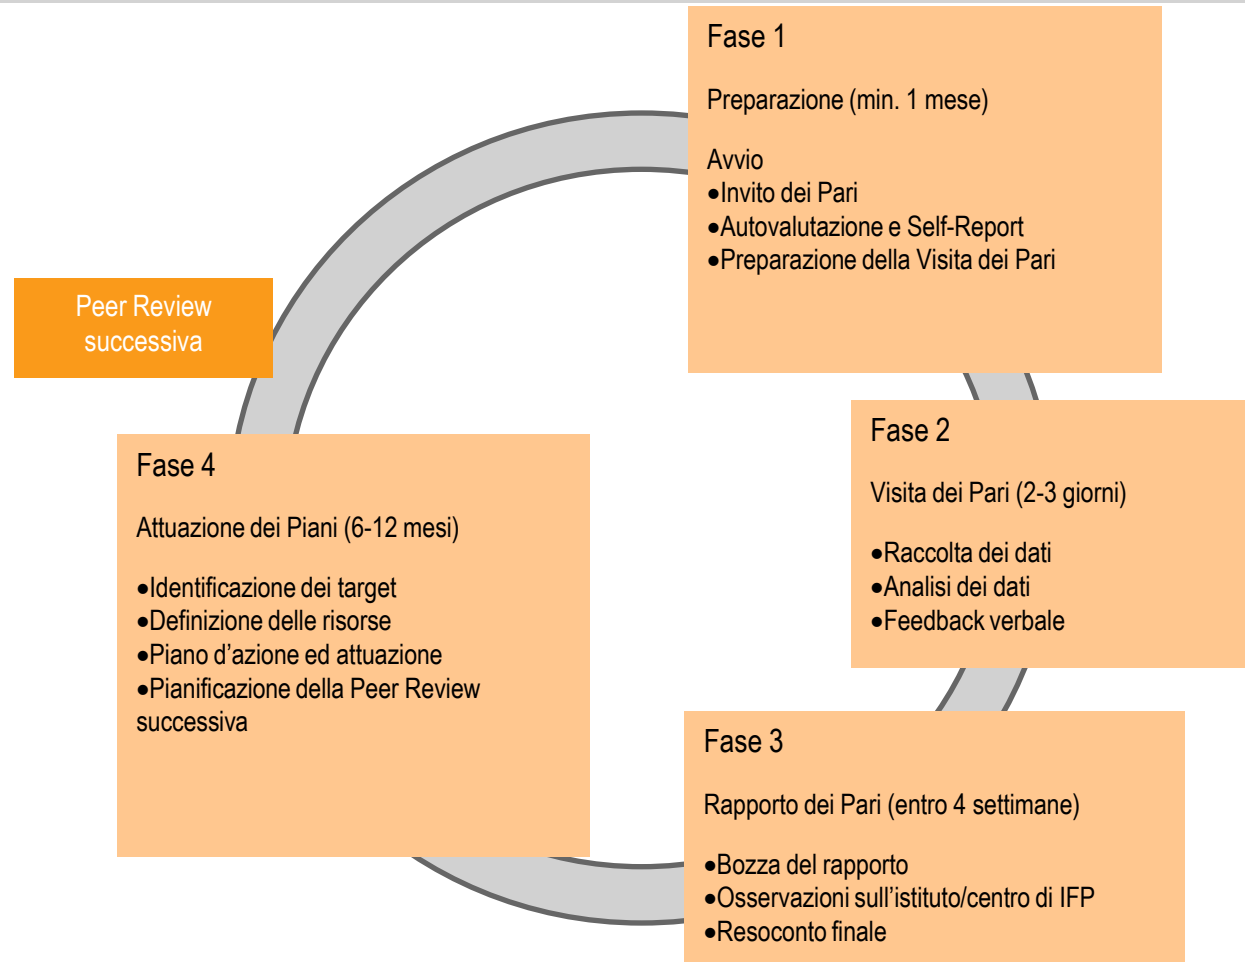 Fase 1
Preparazione (min. 1 mese)
Avvio
•Invito dei Pari
•Autovalutazione e Self-Report
•Preparazione della Visita dei Pari
Peer Review
successiva
Fase 2
Visita dei Pari (2-3 giorni)
•Raccolta dei dati
•Analisi dei dati
•Feedback verbale
Fase 4
Attuazione dei Piani (6-12 mesi)
•Identificazione dei target
•Definizione delle risorse
•Piano d’azione ed attuazione
•Pianificazione della Peer Review
successiva
Fase 3
Rapporto dei Pari (entro 4 settimane)
•Bozza del rapporto
•Osservazioni sull’istituto/centro di IFP
•Resoconto finale